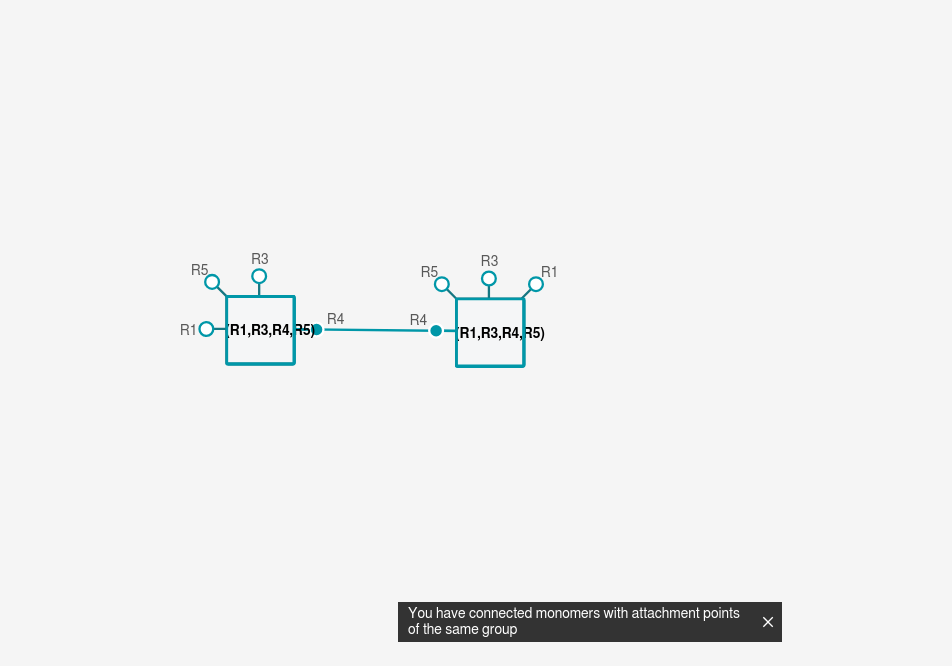 R3
R5
R1
(R1,R3,R4,R5)
R4
R3
R5
R1
R4
(R1,R3,R4,R5)
You have connected monomers with attachment points
of the same group